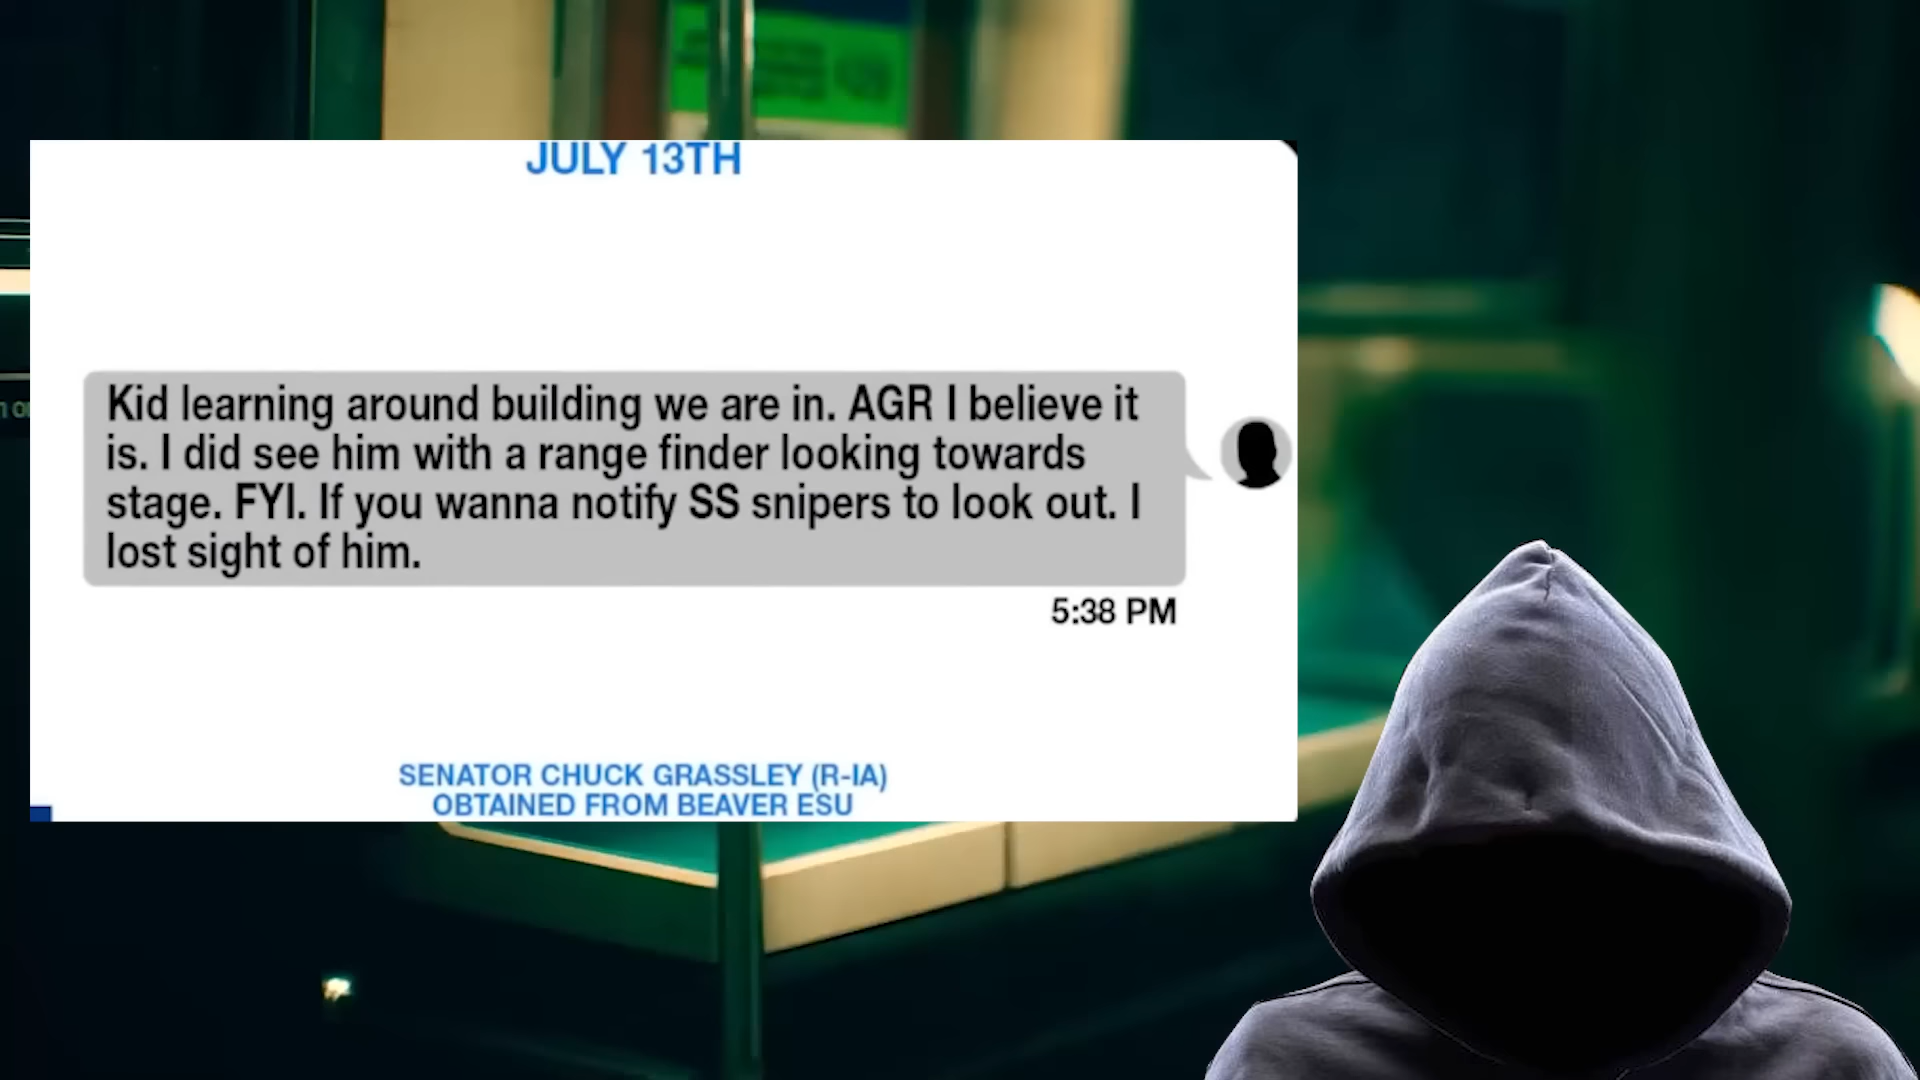 JULY 13TH
Kid learning around building we are in. AGR I believe it
is. I did see him with a range finder looking towards
stage. FYI. If you wanna notify SS snipers to look out. I
lost sight of him.
5:38 PM
SENATOR CHUCK GRASSLEY (R-IA)
OBTAINED FROM BEAVER ESU